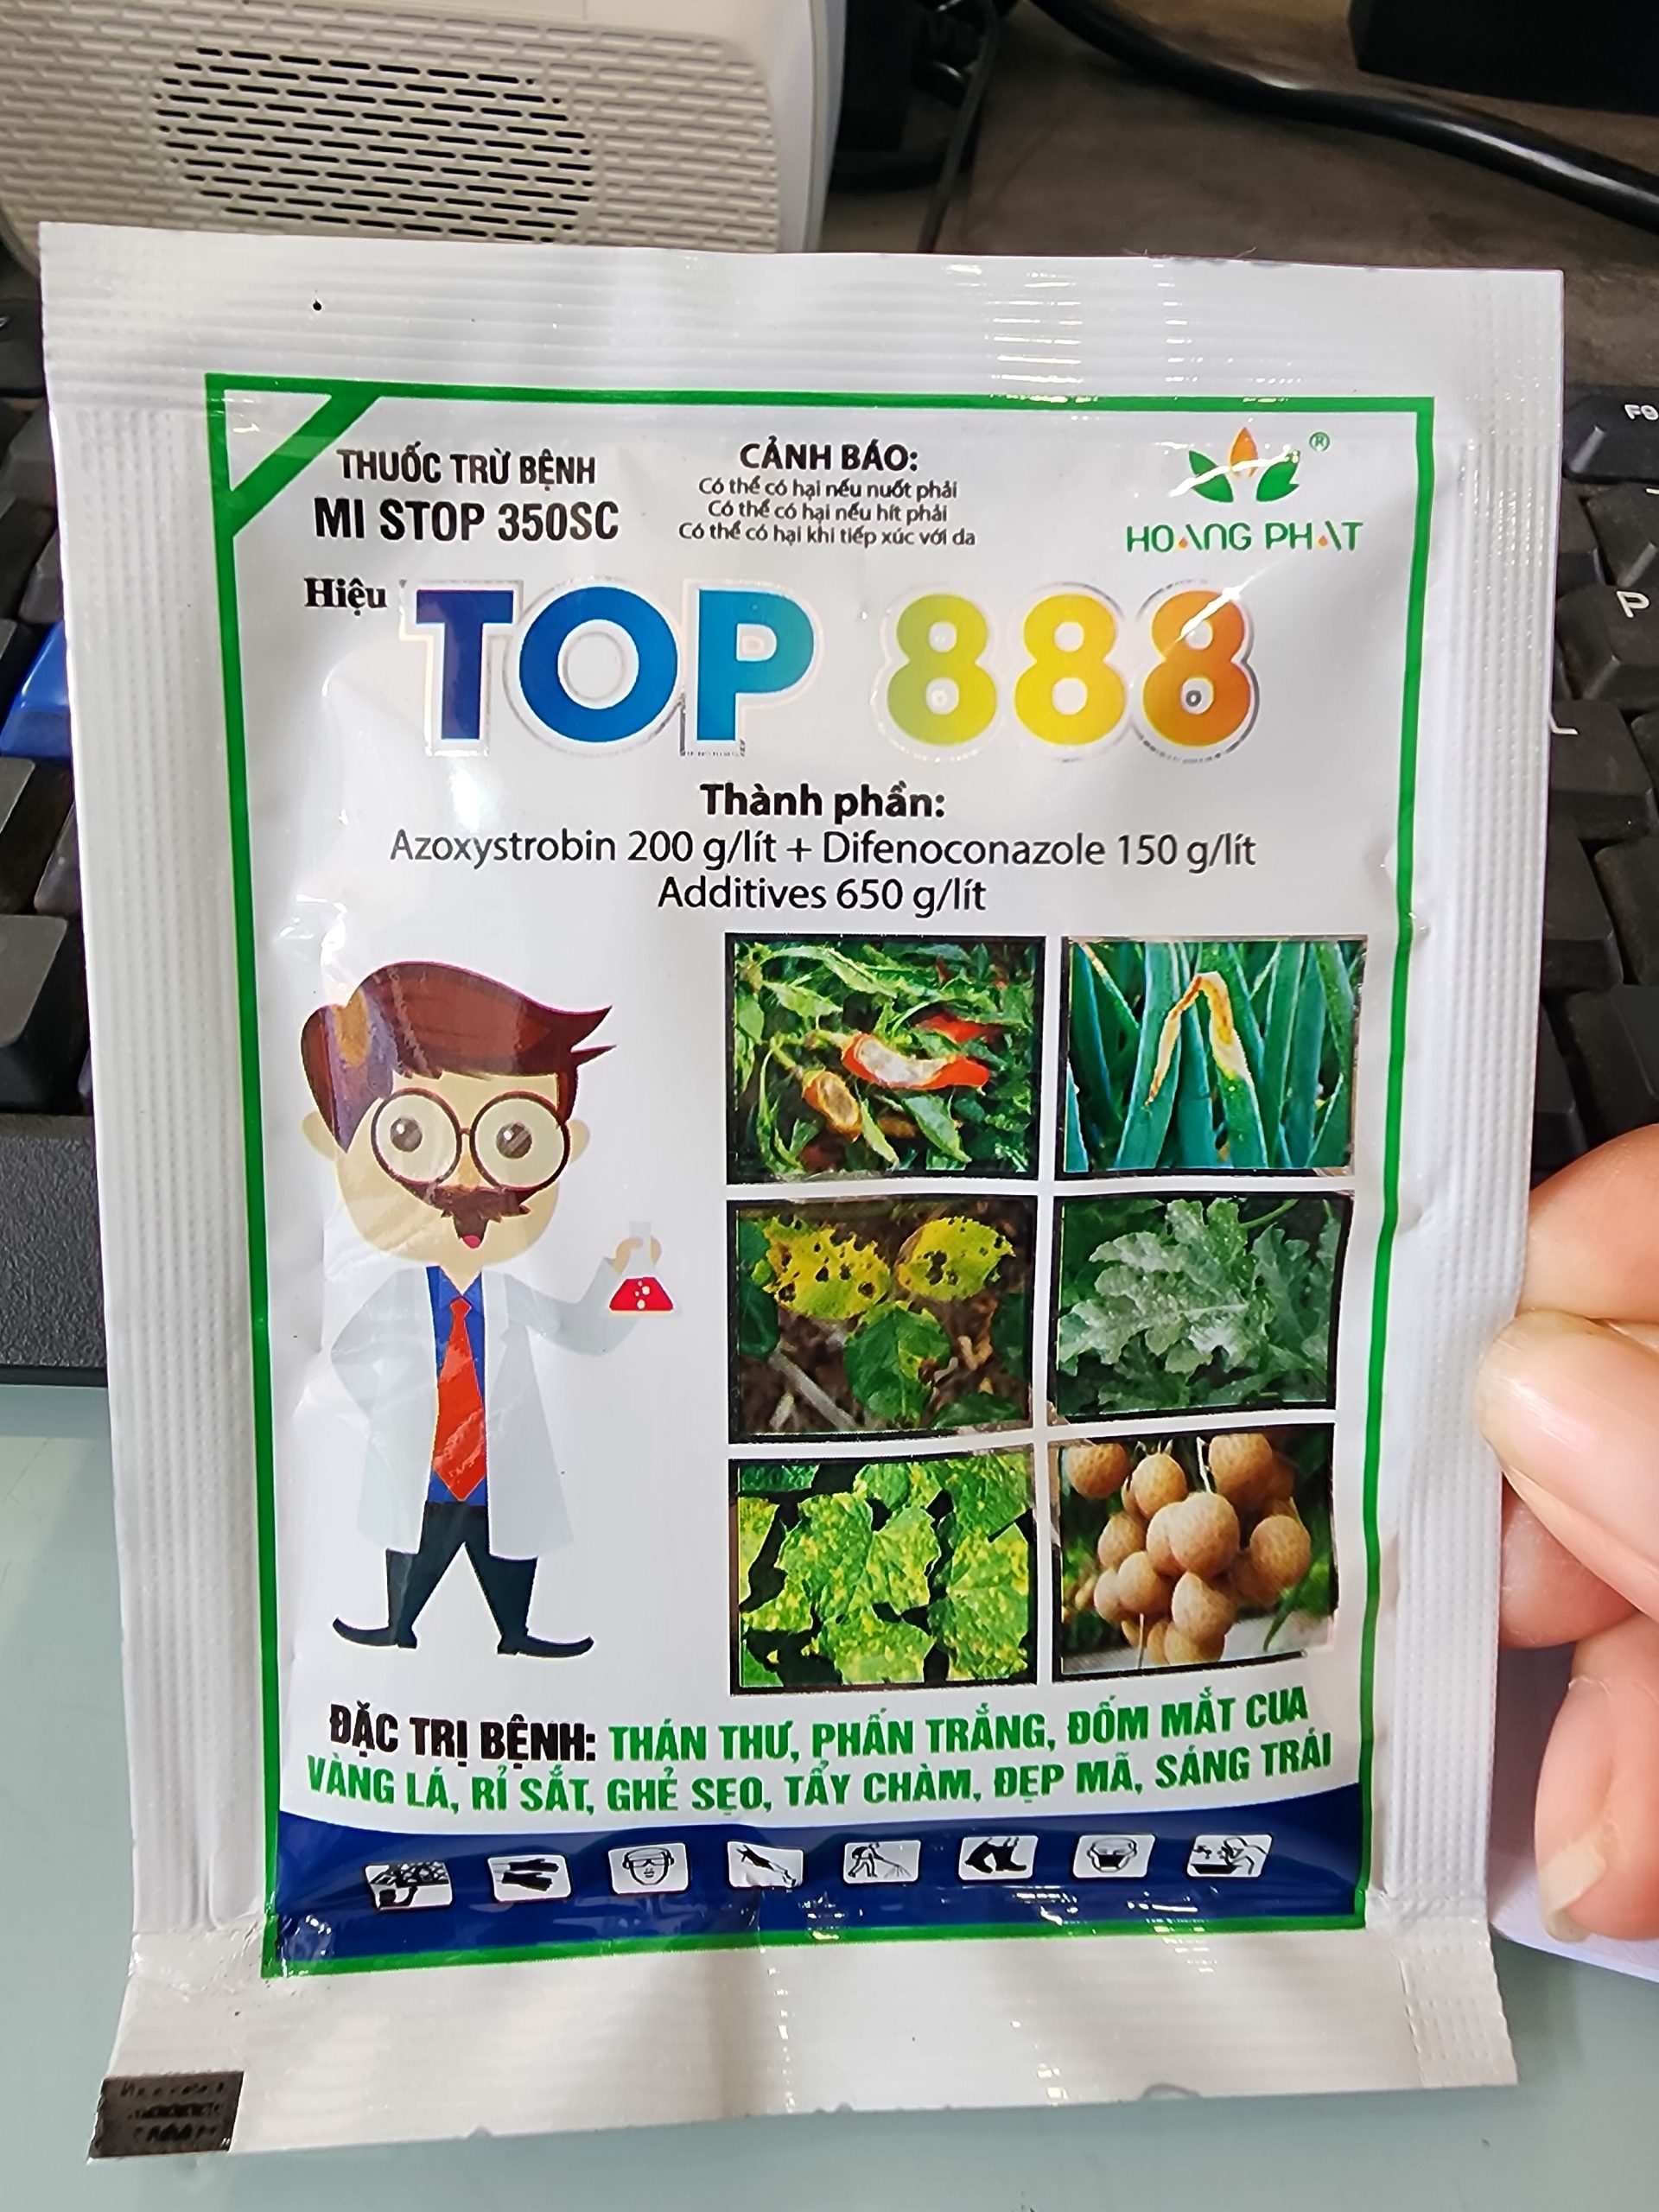 THUỐC TRỪ BỆNH
MI STOP 350SC
CẢNH BÁO:
Có thể có hại nếu nuốt phải
Có thể có hại nếu hít phải
Có thể có hại khi tiếp xúc với da
®
HOANG PHAT
Hiệu
TOP 888
Thành phần:
Azoxystrobin 200 g/lít + Difenoconazole 150 g/lít
Additives 650 g/lít
ĐẶC TRỊ BỆNH: THÁN THƯ, PHẤN TRẮNG, ĐỐM MẮT CUA
VÀNG LÁ, RỈ SẮT, GHẺ SẸO, TẨY CHÀM, ĐẸP MÃ, SÁNG TRÁI
F9
P
L